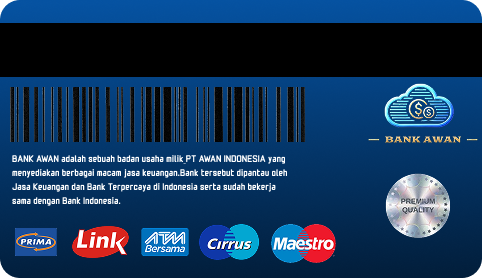 BANK AWAN
BANK AWAN adalah sebuah badan usaha milik PT AWAN INDONESIA yang
menyediakan berbagai macam jasa keuangan.Bank tersebut dipantau oleh
Jasa Keuangan dan Bank Terpercaya di Indonesia serta sudah bekerja
sama dengan Bank Indonesia.
PREMIUM
QUALITY
PRIMA
Link
ATM
Bersama
Cirrus
Maestro